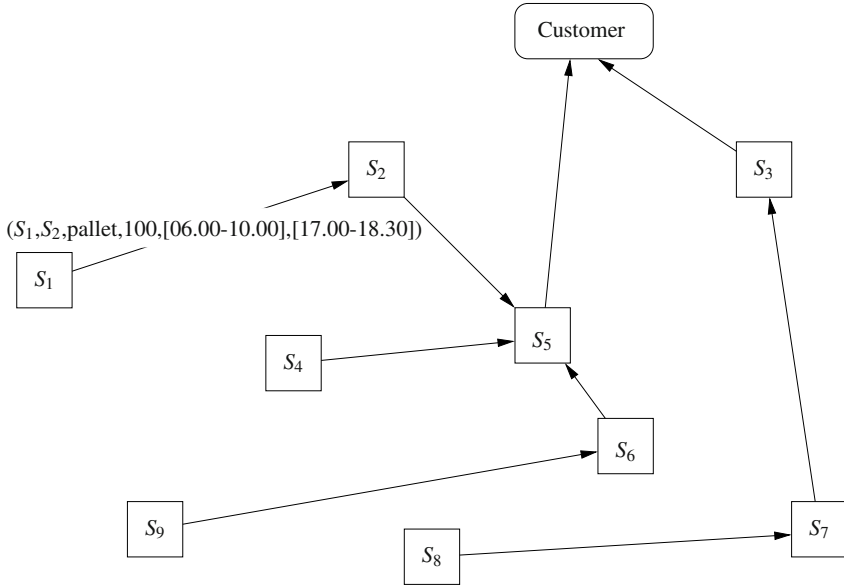 Customer
S2
S3
(S1,S2,pallet,100,[06.00-10.00],[17.00-18.30])
S1
S5
S4
S6
S9
S7
S8